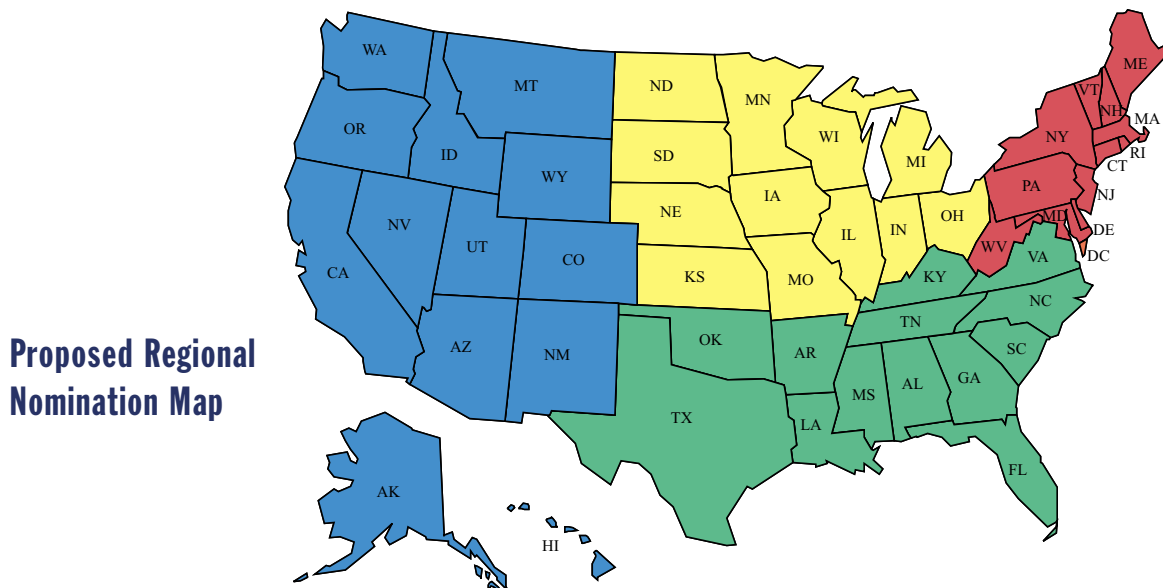 WA
MT
ND
MN
ME
VT
NH
MA
OR
ID
SD
WI
NY
RI
MI
CT
WY
PA
NJ
IA
NE
OH
MD
NV
UT
IL
IN
DE
WV
DC
CO
VA
CA
KS
MO
KY
NC
TN
Proposed Regional
Nomination Map
AZ
NM
OK
AR
SC
GA
MS
AL
TX
LA
FL
AK
HI